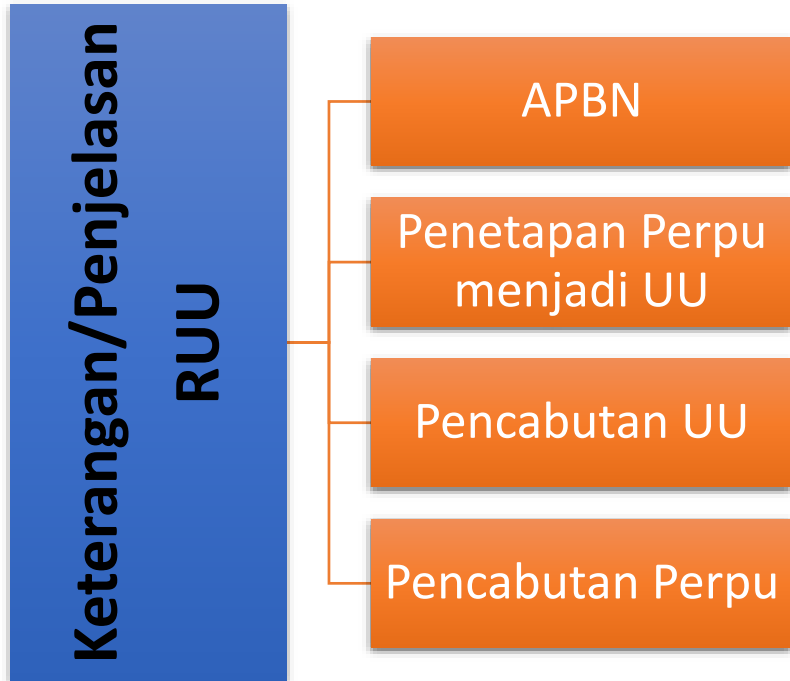 Keterangan/Penjelasan
RUU
APBN
Penetapan Perpu
menjadi UU
Pencabutan UU
Pencabutan Perpu